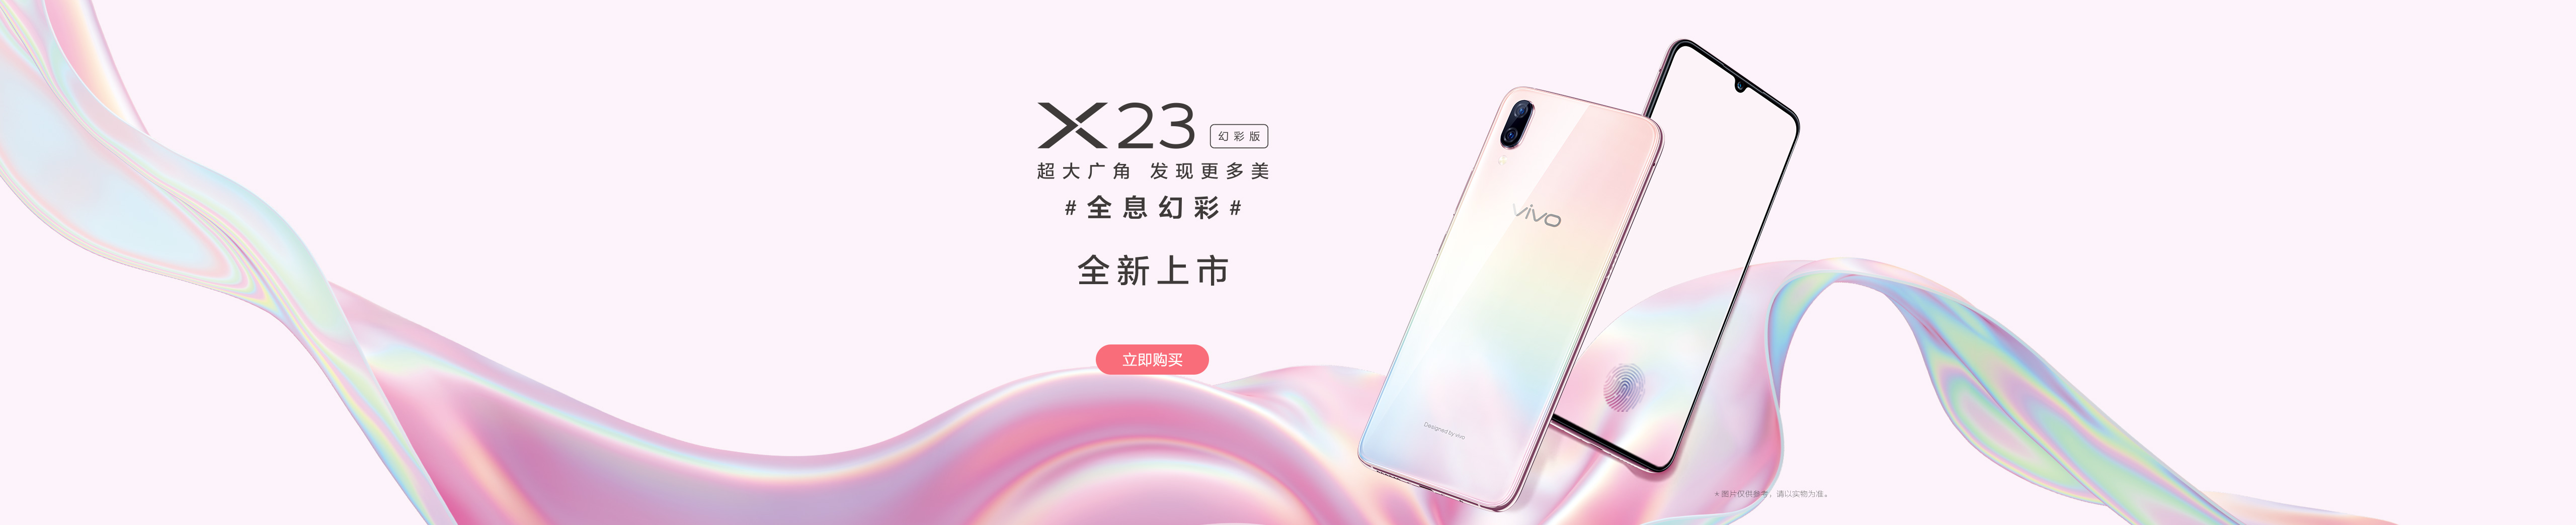 X23 幻彩版
超大广角 发现更多美
#全息幻彩#
全新上市
立即购买
vivo
Designed by vivo
*图片仅供参考，请以实物为准。